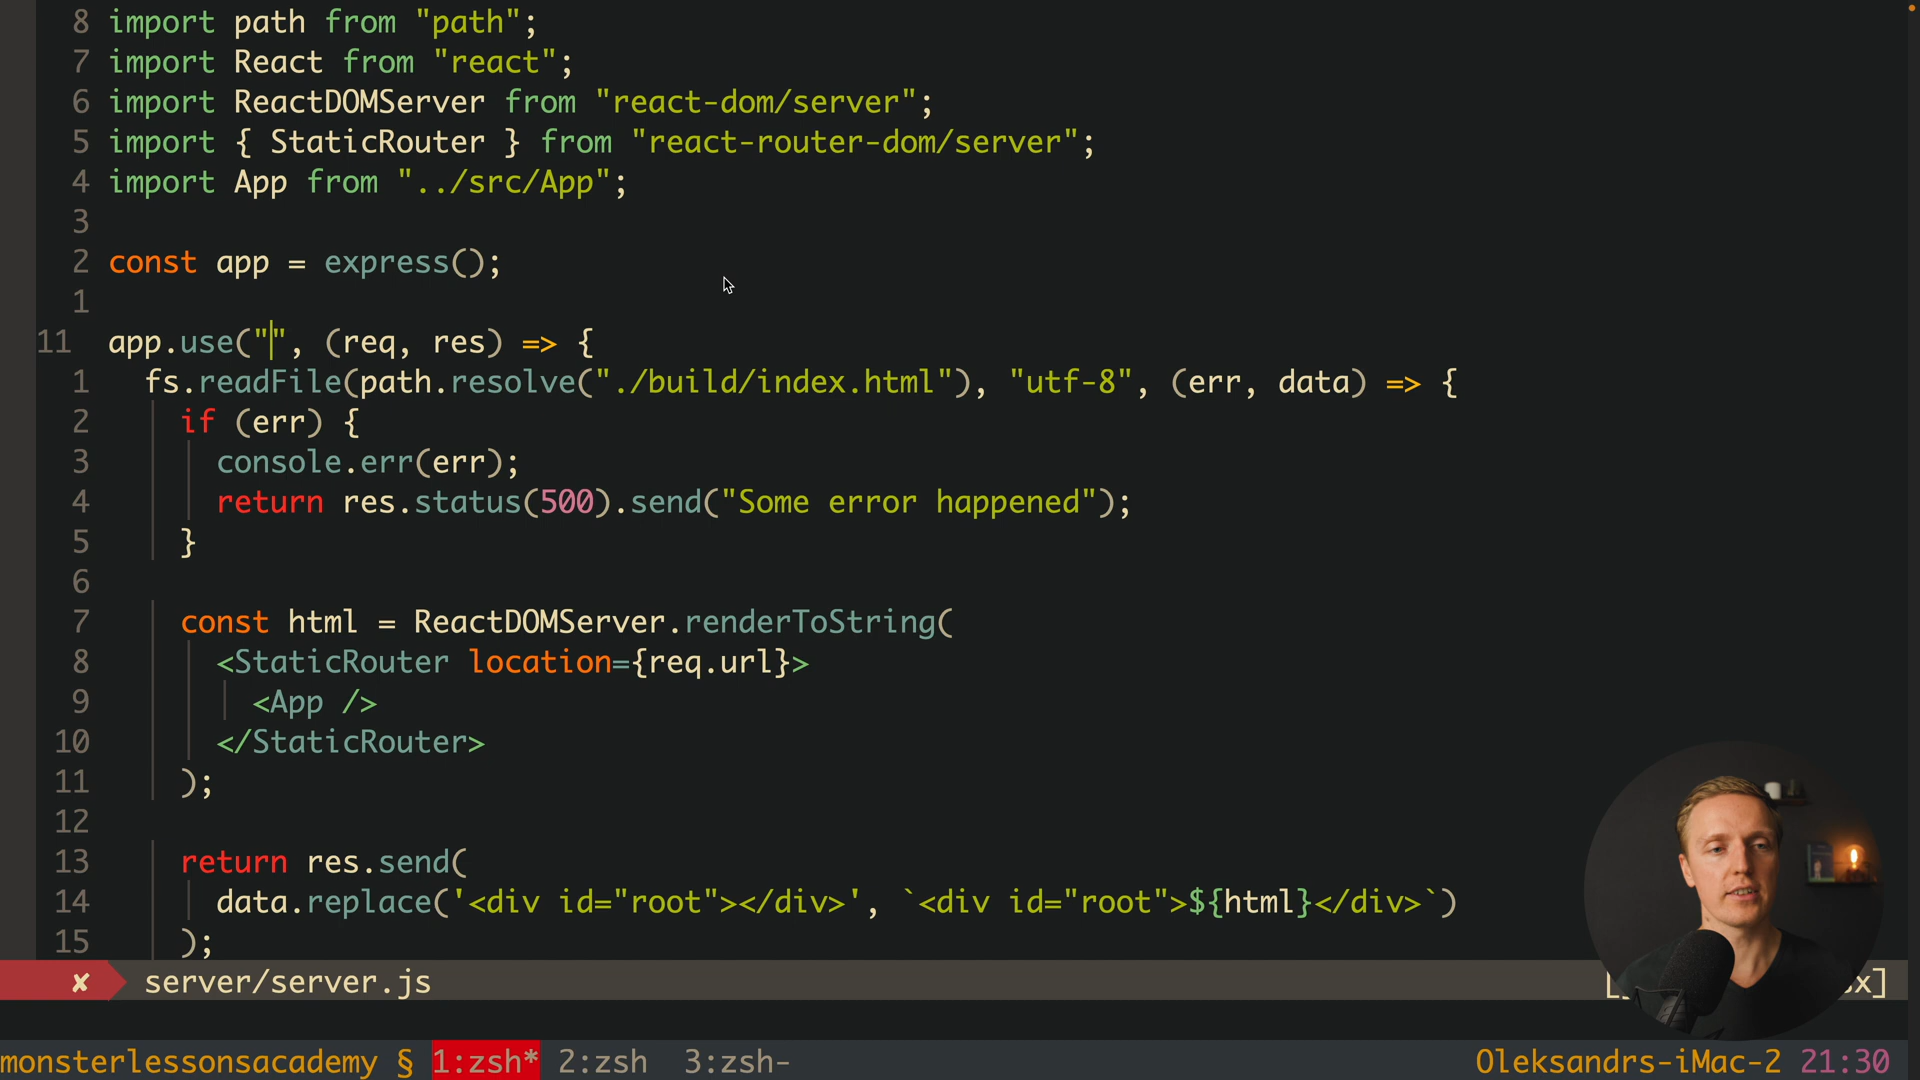 8 import path from "path";
7 import React from "react";
6 import ReactDOMServer from "react-dom/server";
5 import { StaticRouter } from "react-router-dom/server";
4 import App from "../src/App";
3
2 const app = express();
1
11 app.use("", (req, res) => {
1 fs.readFile(path.resolve("./build/index.html"), "utf-8", (err, data) => {
2 if (err) {
3 console.err(err);
4 return res.status(500).send("Some error happened");
5 }
6
7 const html = ReactDOMServer.renderToString(
8 <StaticRouter location={req.url}>
9 <App />
10 </StaticRouter>
11 );
12
13 return res.send(
14 data.replace('<div id="root"></div>', `<div id="root">${html}</div>`)
15 );
✘ server/server.js
monsterlessonsacademy § 1:zsh* 2:zsh 3:zsh- Oleksandrs-iMac-2 21:30